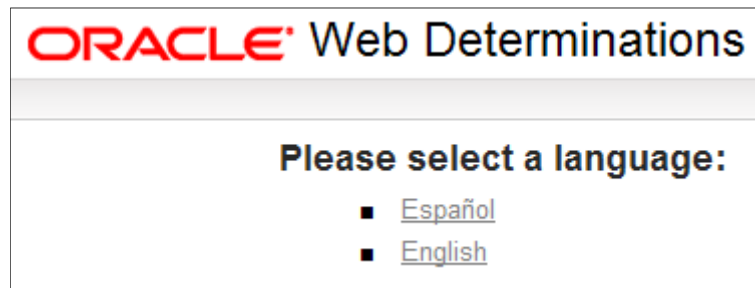 ORACLE Web Determinations
Please select a language:
Español
English